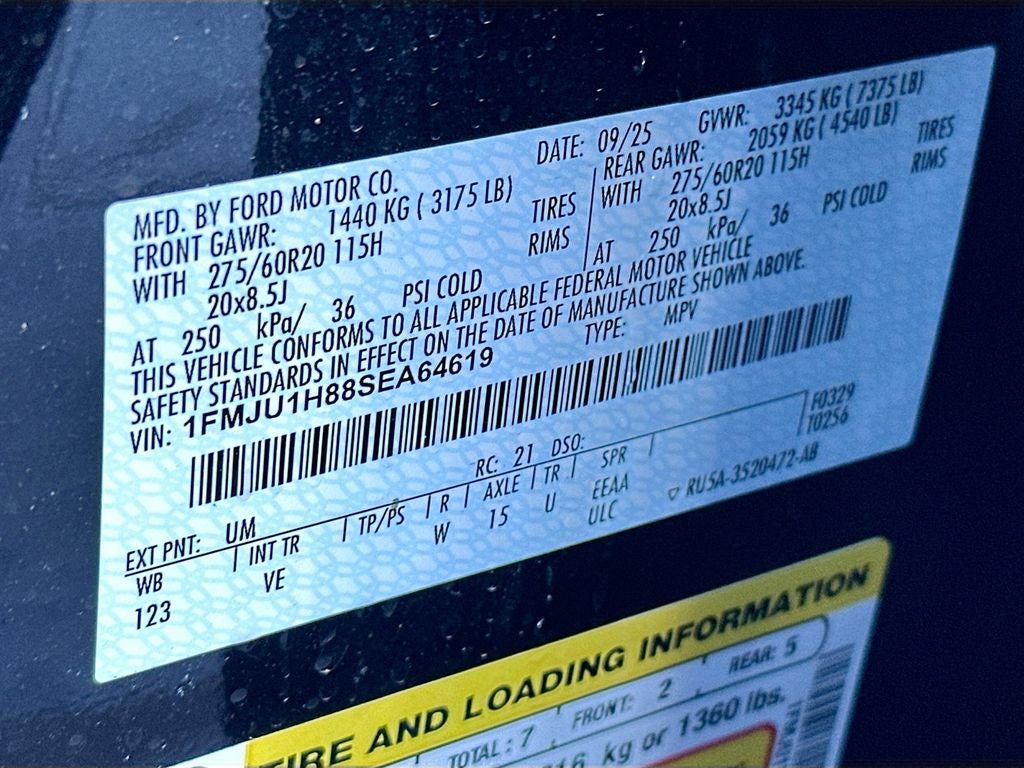 MFD. BY FORD MOTOR CO.
DATE: 09/25 GVWR: 3345 KG ( 7375 LB)
FRONT GAWR: 1440 KG ( 3175 LB)
REAR GAWR: 2059 KG ( 4540 LB)
WITH 275/60R20 115H TIRES
WITH 275/60R20 115H TIRES
20x8.5J RIMS
20x8.5J RIMS
AT 250 kPa/ 36 PSI COLD
AT 250 kPa/ 36 PSI COLD
THIS VEHICLE CONFORMS TO ALL APPLICABLE FEDERAL MOTOR VEHICLE
SAFETY STANDARDS IN EFFECT ON THE DATE OF MANUFACTURE SHOWN ABOVE.
VIN: 1FMJU1H88SEA64619 TYPE: MPV
F0329
T0256
EXT PNT: UM RC: 21 DSO:
WB INT TR TP/PS R AXLE TR SPR
123 VE W 15 U EEAA
ULC
RU5A-3520472-AB
TIRE AND LOADING INFORMATION
TOTAL: 7 FRONT: 2 REAR: 5
kg or 1360 lbs.